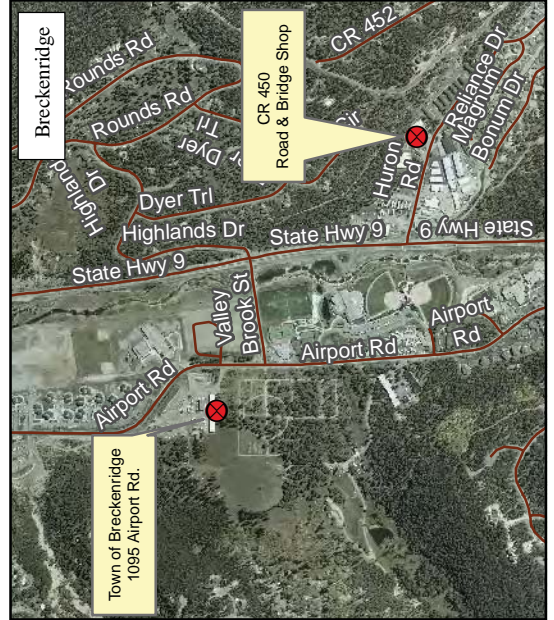 Breckenridge
Rounds Rd
Rounds Rd
CR 452
CR 450
Road & Bridge Shop
Highland
Dr
Dyer
Trl
Cir
Dyer Trl
Highlands Dr
Huron
Rd
Reliance Dr
Magnum
Bonum Dr
State Hwy 9
State Hwy 9
State Hwy 9
Valley
Brook St
Airport Rd
Airport Rd
Airport
Rd
Town of Breckenridge
1095 Airport Rd.